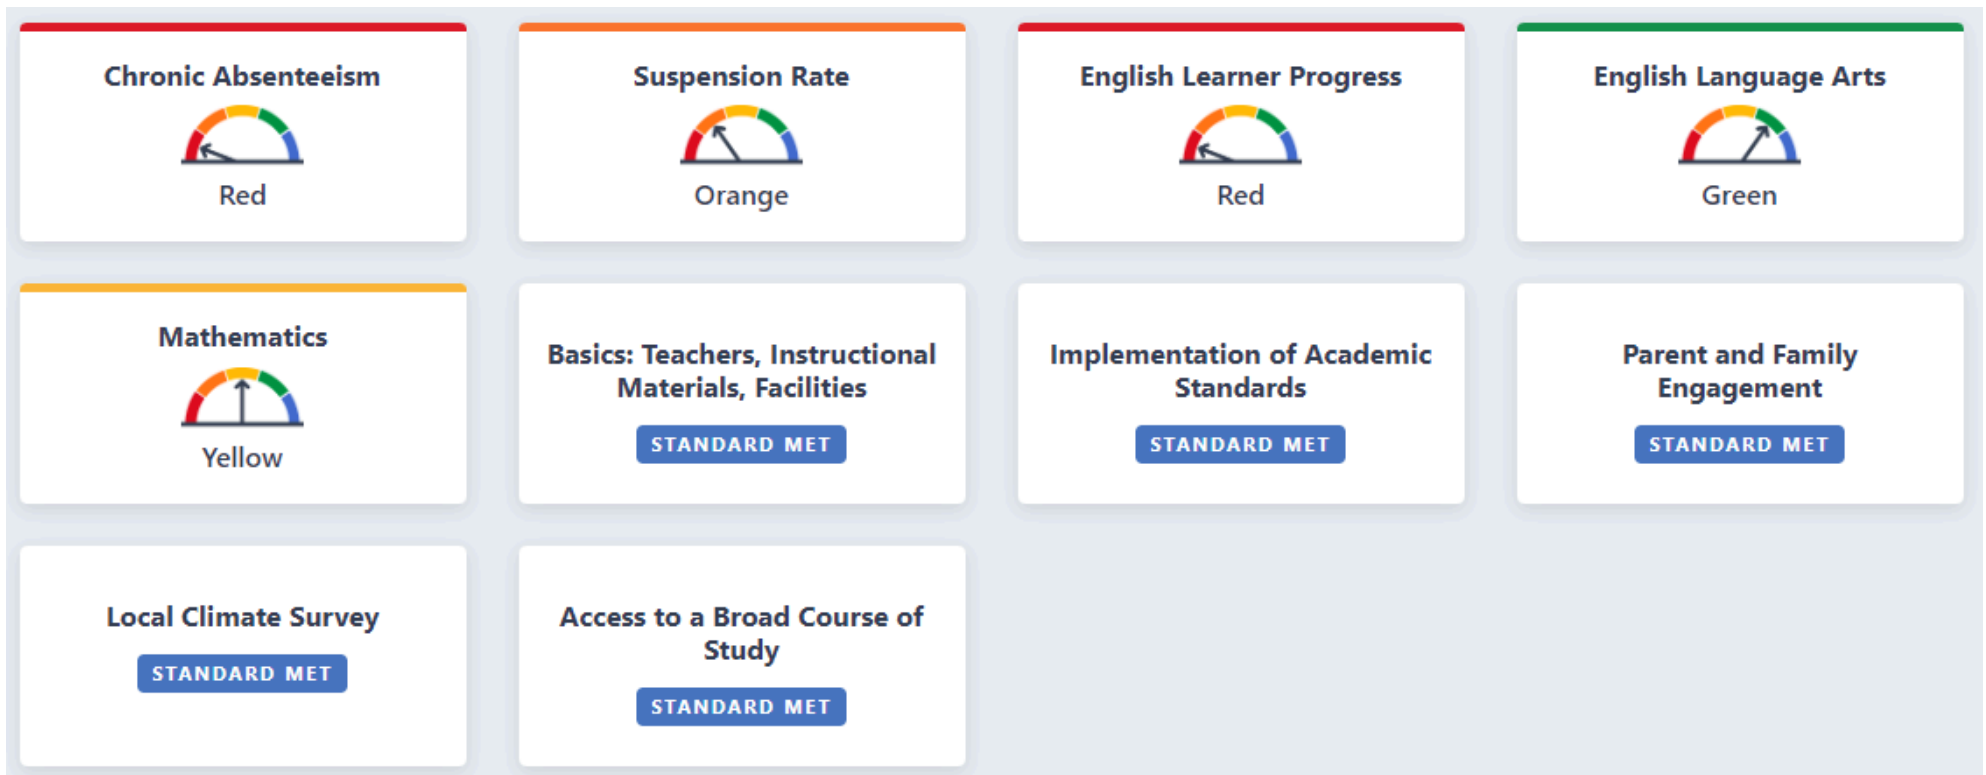 Chronic Absenteeism
Red
Suspension Rate
Orange
English Learner Progress
Red
English Language Arts
Green
Mathematics
Yellow
Basics: Teachers, Instructional
Materials, Facilities
STANDARD MET
Implementation of Academic
Standards
STANDARD MET
Parent and Family
Engagement
STANDARD MET
Local Climate Survey
STANDARD MET
Access to a Broad Course of
Study
STANDARD MET